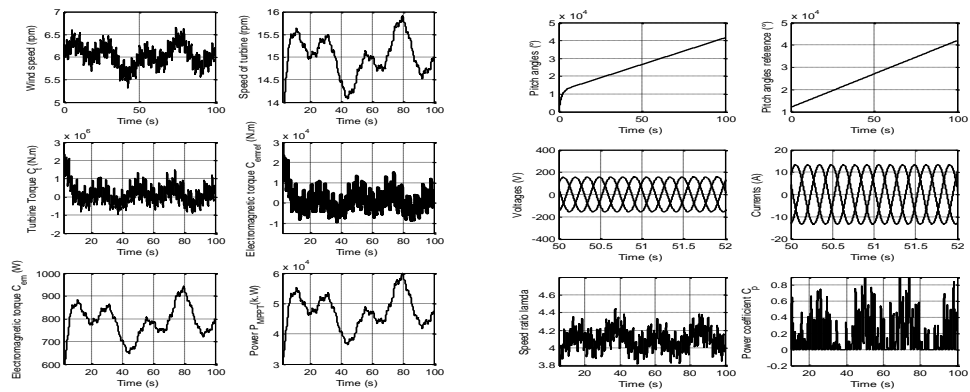 7
6.5
6
5.5
5
0 50 100
Wind speed (rpm)
Time (s)
16
15.5
15
14.5
14
20 40 60 80 100
Speed of turbine (rpm)
Time (s)
x 10^4
5
4
3
2
1
0
0 50 100
Pitch angles (°)
Time (s)
x 10^4
5
4
3
2
1
0 50 100
Pitch angles reference (°)
Time (s)
x 10^6
3
2
1
0
-1
-2
20 40 60 80 100
Turbine Torque C_t (N.m)
Time (s)
x 10^4
3
2
1
0
-1
-2
20 40 60 80 100
Electromagnetic torque C_emref (N.m)
Time (s)
400
200
0
-200
-400
50 50.5 51 51.5 52
Voltages (V)
Time (s)
20
10
0
-10
-20
50 50.5 51 51.5 52
Currents (A)
Time (s)
1000
900
800
700
600
20 40 60 80 100
Electromagnetic torque C_em (W)
Time (s)
x 10^4
6
5
4
3
20 40 60 80 100
Power P_MPPT (k.W)
Time (s)
4.6
4.4
4.2
4
3.8
20 40 60 80 100
Speed ratio lamda
Time (s)
0.8
0.6
0.4
0.2
0
-0.2
20 40 60 80 100
Power coefficient C_p
Time (s)